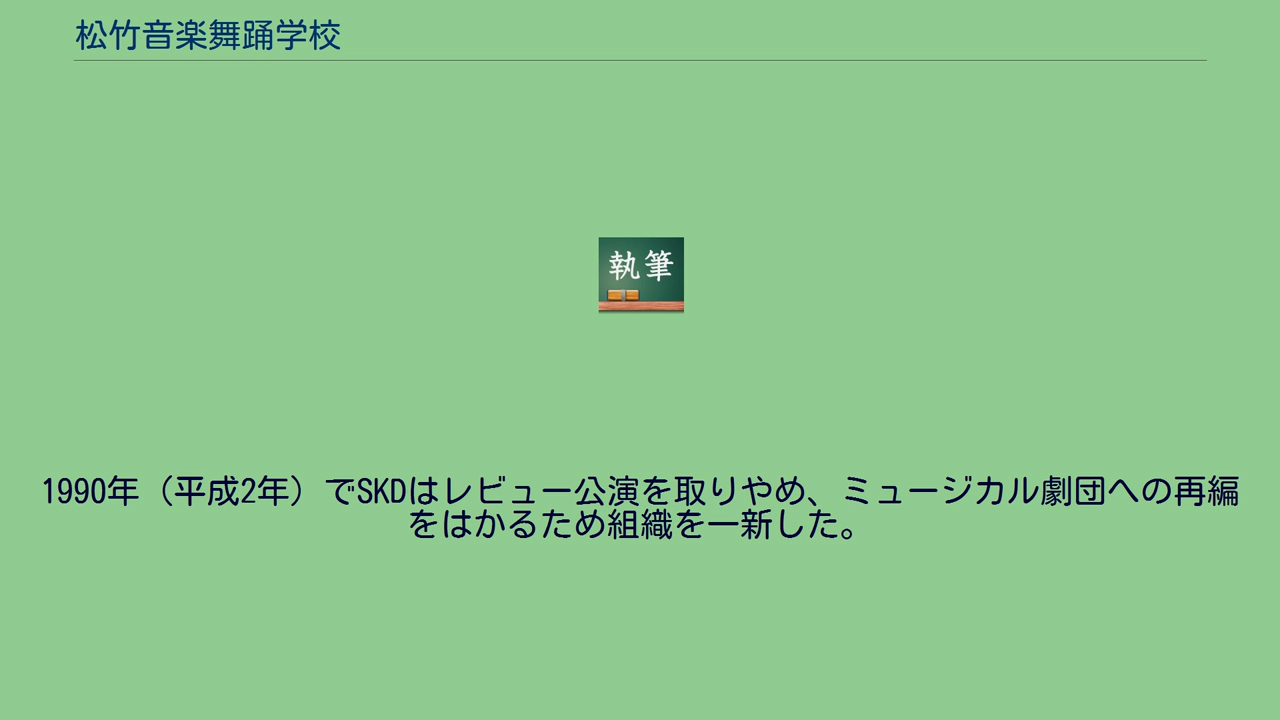 松竹音楽舞踊学校
執筆
1990年（平成2年）でSKDはレビュー公演を取りやめ、ミュージカル劇団への再編
をはかるため組織を一新した。